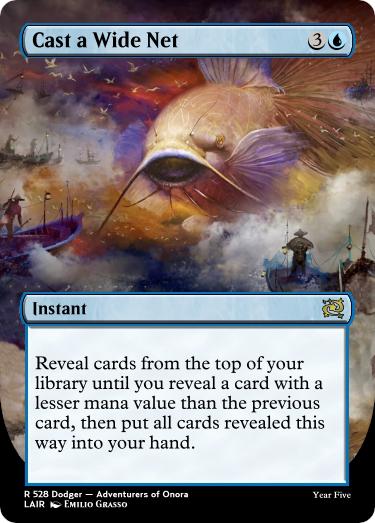 Cast a Wide Net 3
Instant
Reveal cards from the top of your
library until you reveal a card with a
lesser mana value than the previous
card, then put all cards revealed this
way into your hand.
R 528 Dodger — Adventurers of Onora
LAIR Emilio Grasso Year Five